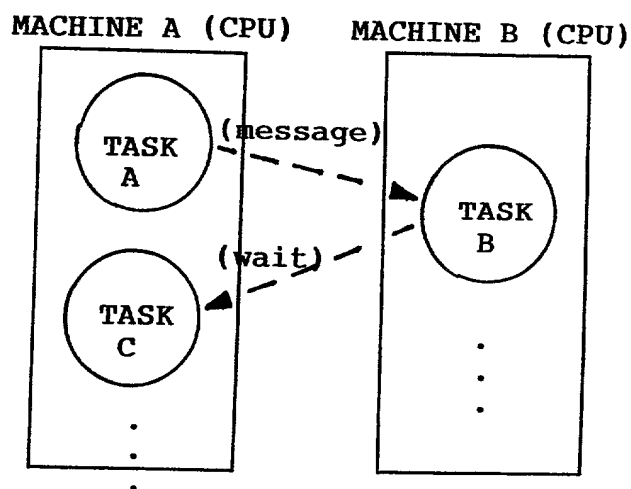 MACHINE A (CPU)
MACHINE B (CPU)
TASK
A
(message)
TASK
B
(wait)
TASK
C